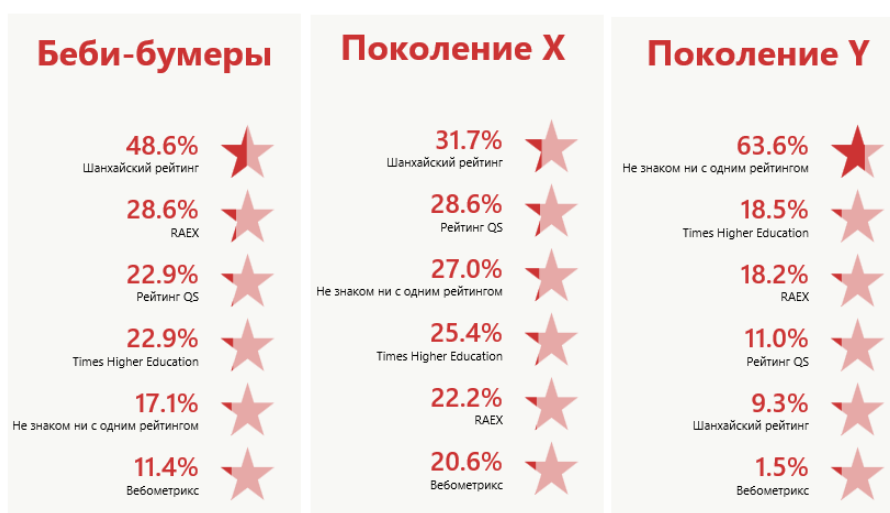 Беби-бумеры
48.6%
Шанхайский рейтинг
28.6%
RAEX
22.9%
Рейтинг QS
22.9%
Times Higher Education
17.1%
Не знаком ни с одним рейтингом
11.4%
Вебометрикс
Поколение X
31.7%
Шанхайский рейтинг
28.6%
Рейтинг QS
27.0%
Не знаком ни с одним рейтингом
25.4%
Times Higher Education
22.2%
RAEX
20.6%
Вебометрикс
Поколение Y
63.6%
Не знаком ни с одним рейтингом
18.5%
Times Higher Education
18.2%
RAEX
11.0%
Рейтинг QS
9.3%
Шанхайский рейтинг
1.5%
Вебометрикс